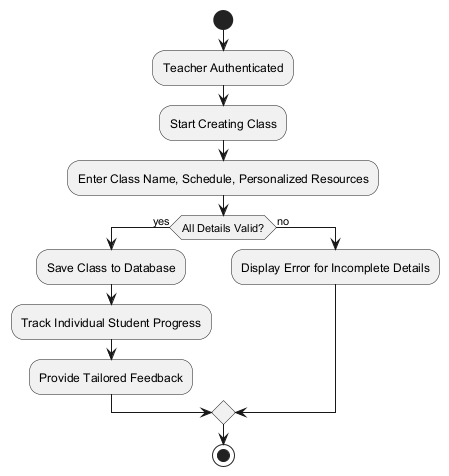 Teacher Authenticated
Start Creating Class
Enter Class Name, Schedule, Personalized Resources
yes
All Details Valid?
no
Save Class to Database
Display Error for Incomplete Details
Track Individual Student Progress
Provide Tailored Feedback